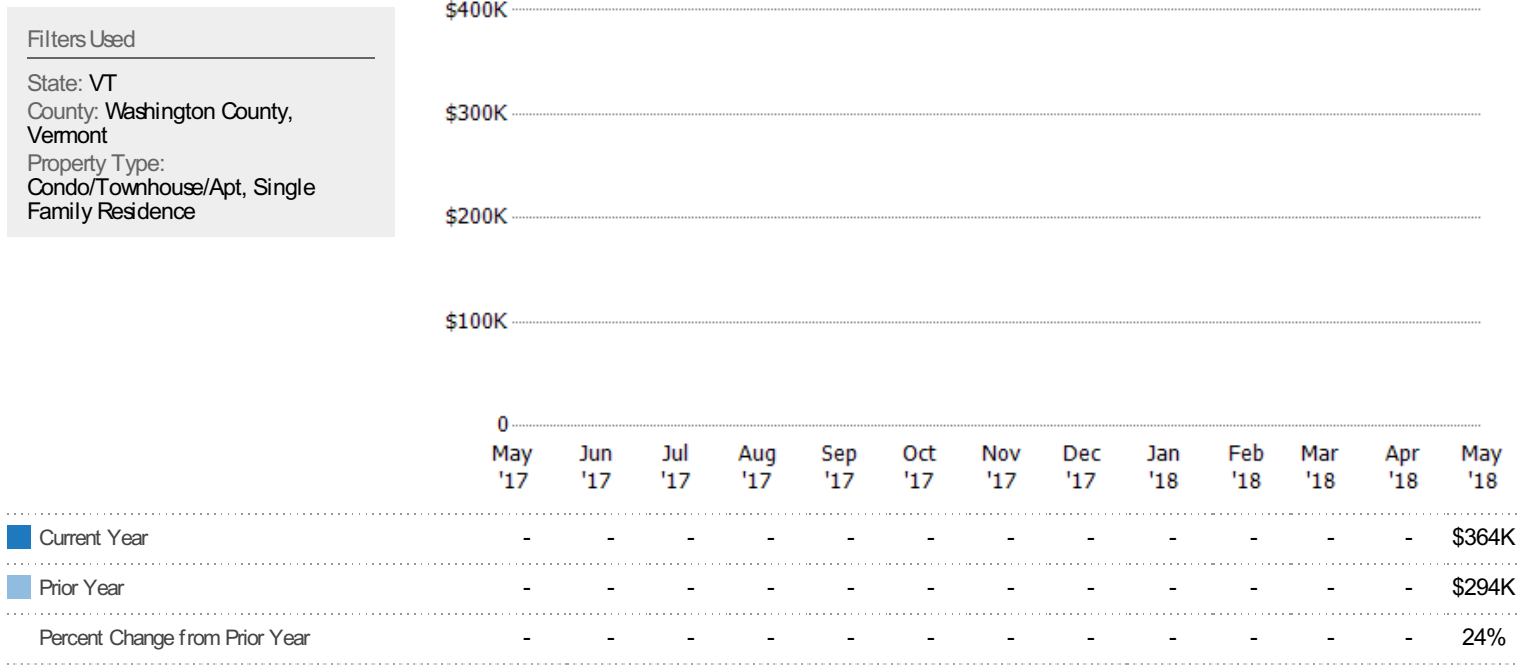 Filters Used
State: VT
County: Washington County,
Vermont
Property Type:
Condo/Townhouse/Apt, Single
Family Residence
$400K
$300K
$200K
$100K
0
May Jun Jul Aug Sep Oct Nov Dec Jan Feb Mar Apr May
'17 '17 '17 '17 '17 '17 '17 '17 '18 '18 '18 '18 '18
Current Year - - - - - - - - - - - - $364K
Prior Year - - - - - - - - - - - - $294K
Percent Change from Prior Year - - - - - - - - - - - - 24%